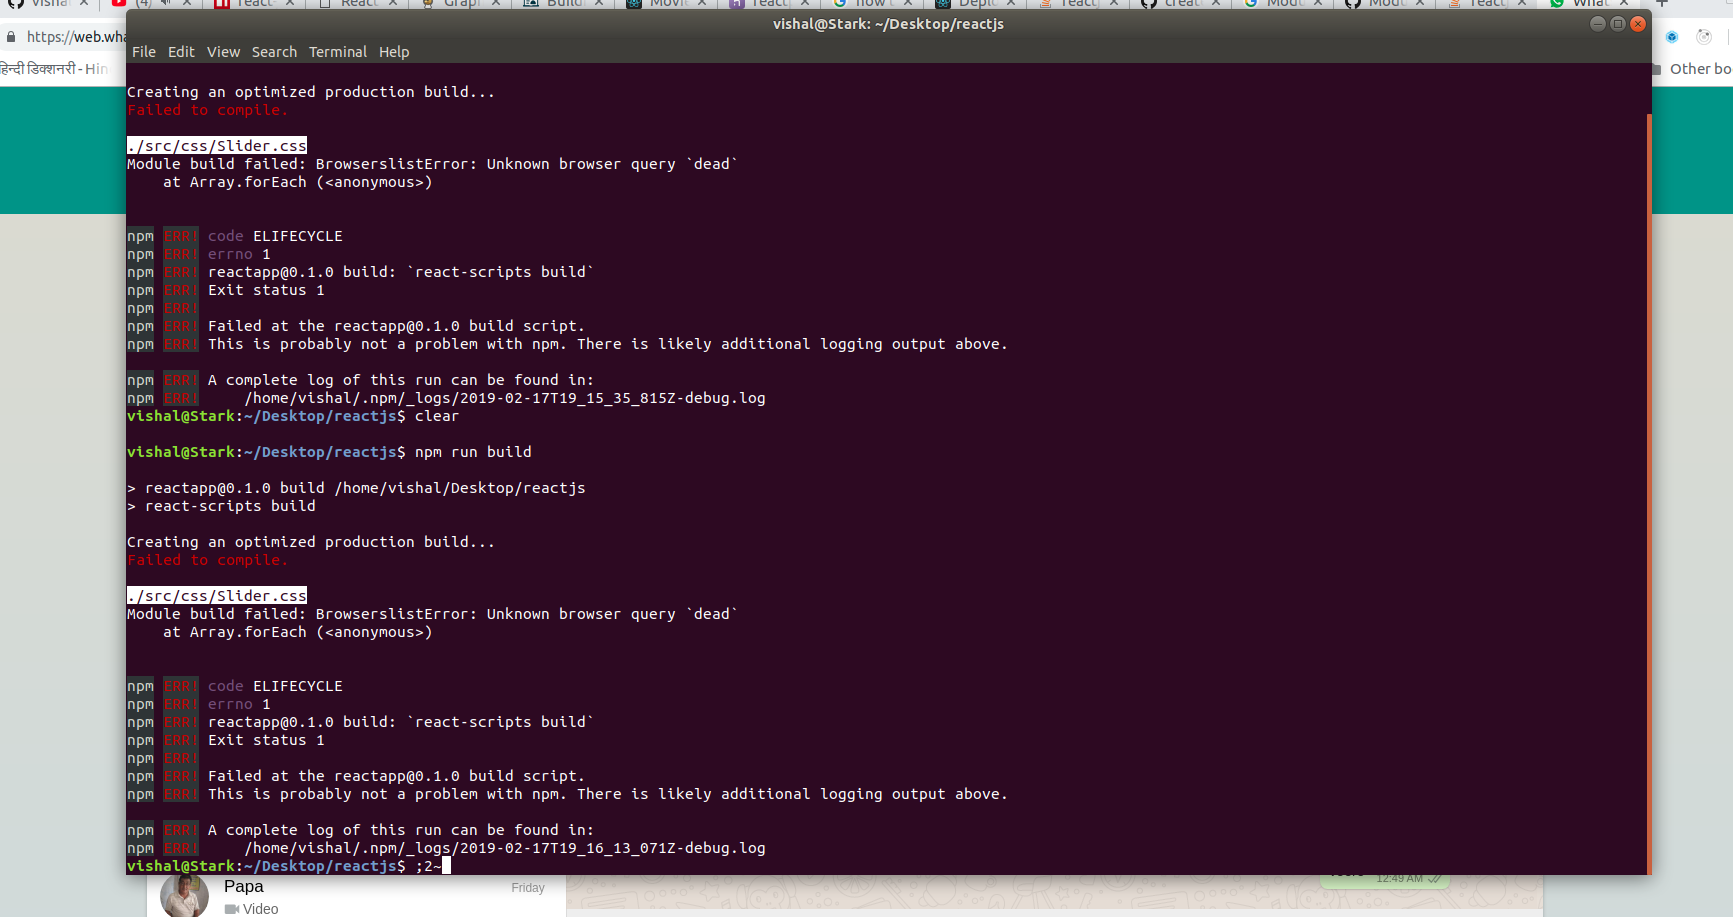 https://web.wha
हिन्दी डिक्शनरी - Hin
Other bo
vishal@Stark: ~/Desktop/reactjs
File Edit View Search Terminal Help
Creating an optimized production build...
Failed to compile.
./src/css/Slider.css
Module build failed: BrowserslistError: Unknown browser query `dead`
at Array.forEach (<anonymous>)
npm ERR! code ELIFECYCLE
npm ERR! errno 1
npm ERR! reactapp@0.1.0 build: `react-scripts build`
npm ERR! Exit status 1
npm ERR!
npm ERR! Failed at the reactapp@0.1.0 build script.
npm ERR! This is probably not a problem with npm. There is likely additional logging output above.
npm ERR! A complete log of this run can be found in:
npm ERR! /home/vishal/.npm/_logs/2019-02-17T19_15_35_815Z-debug.log
vishal@Stark:~/Desktop/reactjs$ clear
vishal@Stark:~/Desktop/reactjs$ npm run build
> reactapp@0.1.0 build /home/vishal/Desktop/reactjs
> react-scripts build
Creating an optimized production build...
Failed to compile.
./src/css/Slider.css
Module build failed: BrowserslistError: Unknown browser query `dead`
at Array.forEach (<anonymous>)
npm ERR! code ELIFECYCLE
npm ERR! errno 1
npm ERR! reactapp@0.1.0 build: `react-scripts build`
npm ERR! Exit status 1
npm ERR!
npm ERR! Failed at the reactapp@0.1.0 build script.
npm ERR! This is probably not a problem with npm. There is likely additional logging output above.
npm ERR! A complete log of this run can be found in:
npm ERR! /home/vishal/.npm/_logs/2019-02-17T19_16_13_071Z-debug.log
vishal@Stark:~/Desktop/reactjs$ ;2~
Papa
Friday
Video
12:49 AM